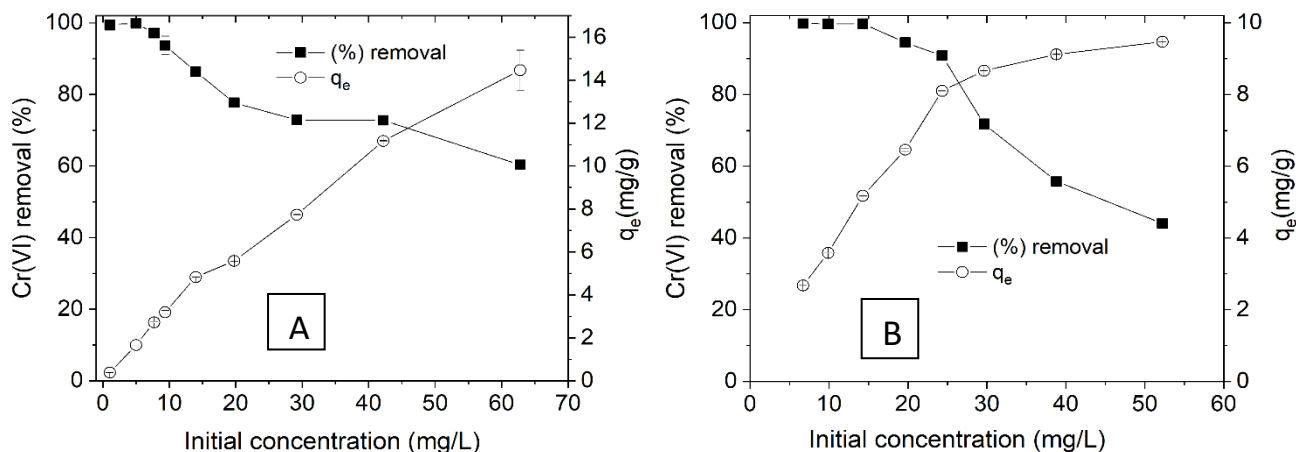 100
80
60
40
20
0
Cr(VI) removal (%)
(%) removal
qe
A
16
14
12
10
8
6
4
2
0
qe(mg/g)
0 10 20 30 40 50 60 70
Initial concentration (mg/L)
100
80
60
40
20
0
Cr(VI) removal (%)
(%) removal
qe
B
10
8
6
4
2
0
qe(mg/g)
0 10 20 30 40 50 60
Initial concentration (mg/L)